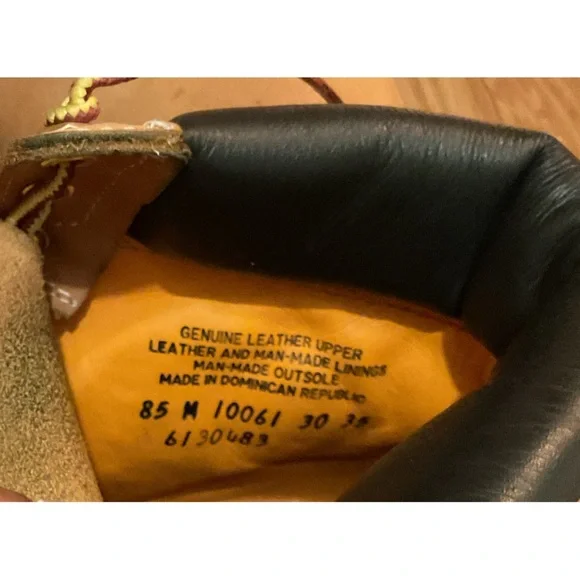 GENUINE LEATHER UPPER
LEATHER AND MAN-MADE LININGS
MAN-MADE OUTSOLE
MADE IN DOMINICAN REPUBLIC
85 M 10061 30
6130483